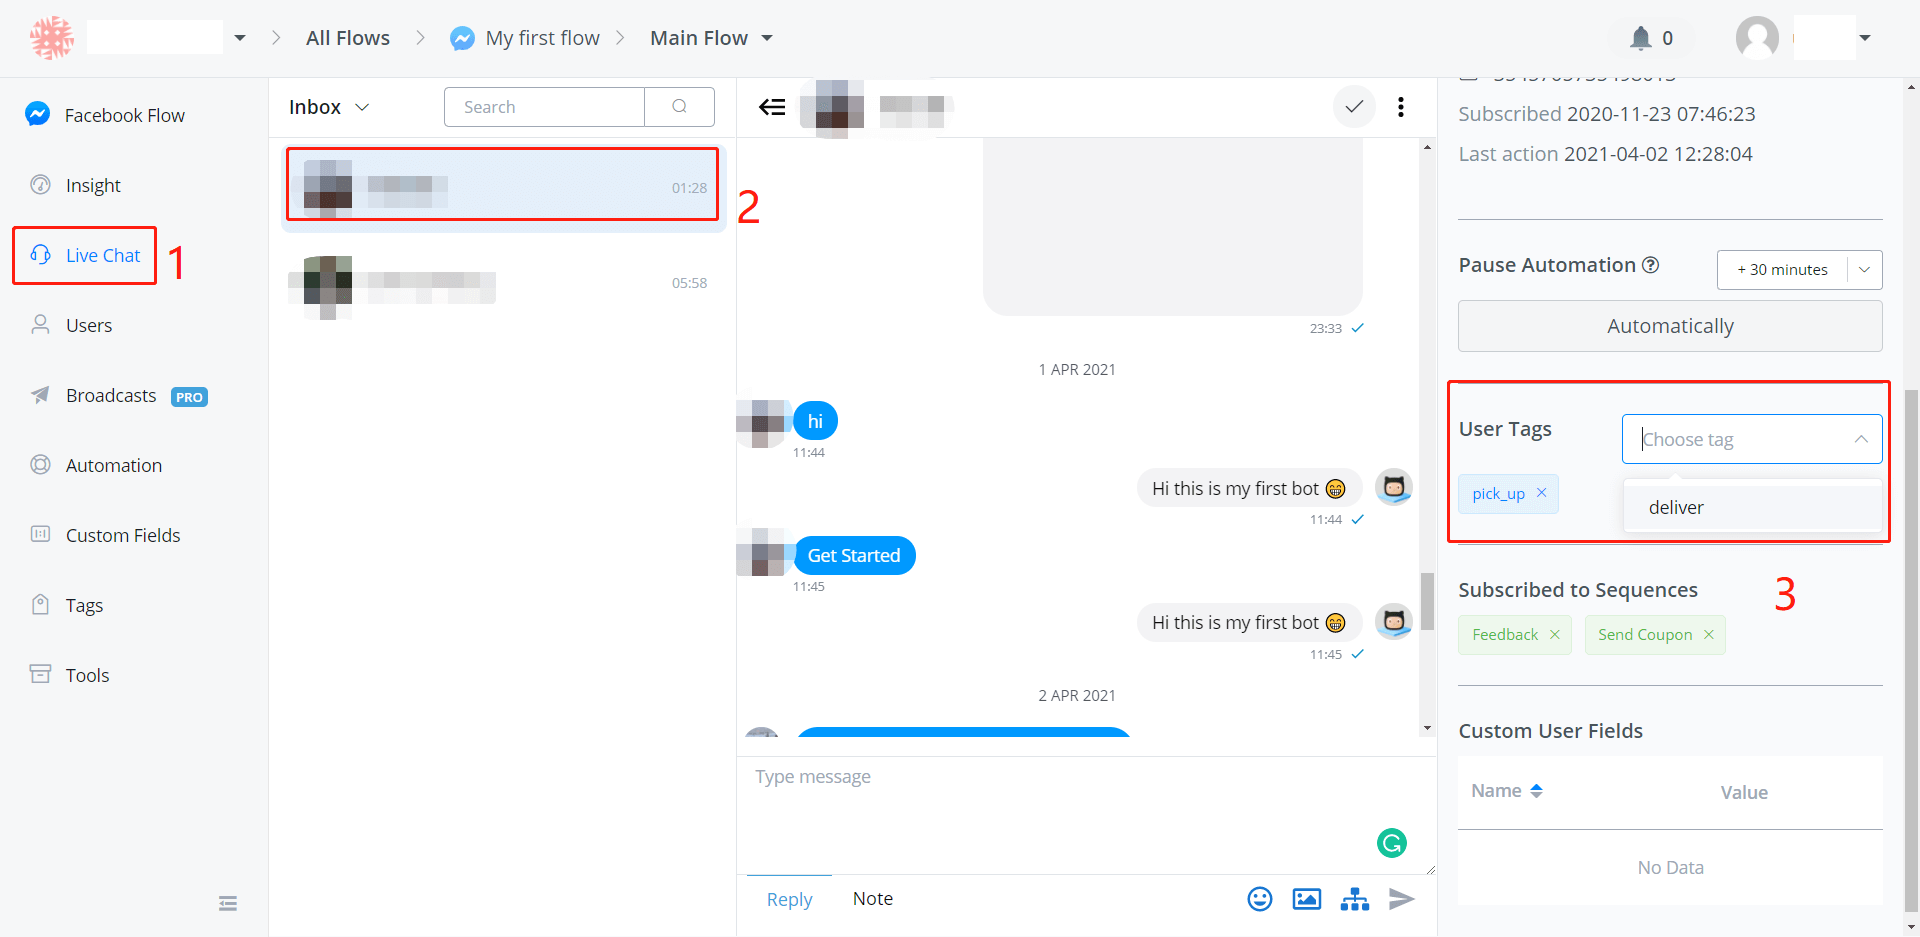 All Flows
My first flow
Main Flow
0
Facebook Flow
Insight
Live Chat
1
Users
Broadcasts PRO
Automation
Custom Fields
Tags
Tools
Inbox
Search
01:28
2
05:58
23:33
1 APR 2021
hi
11:44
Hi this is my first bot 😁
11:44
Get Started
11:45
Hi this is my first bot 😁
11:45
2 APR 2021
Type message
Reply
Note
Subscribed 2020-11-23 07:46:23
Last action 2021-04-02 12:28:04
Pause Automation
+ 30 minutes
Automatically
User Tags
Choose tag
pick_up ×
deliver
3
Subscribed to Sequences
Feedback ×
Send Coupon ×
Custom User Fields
Name
Value
No Data